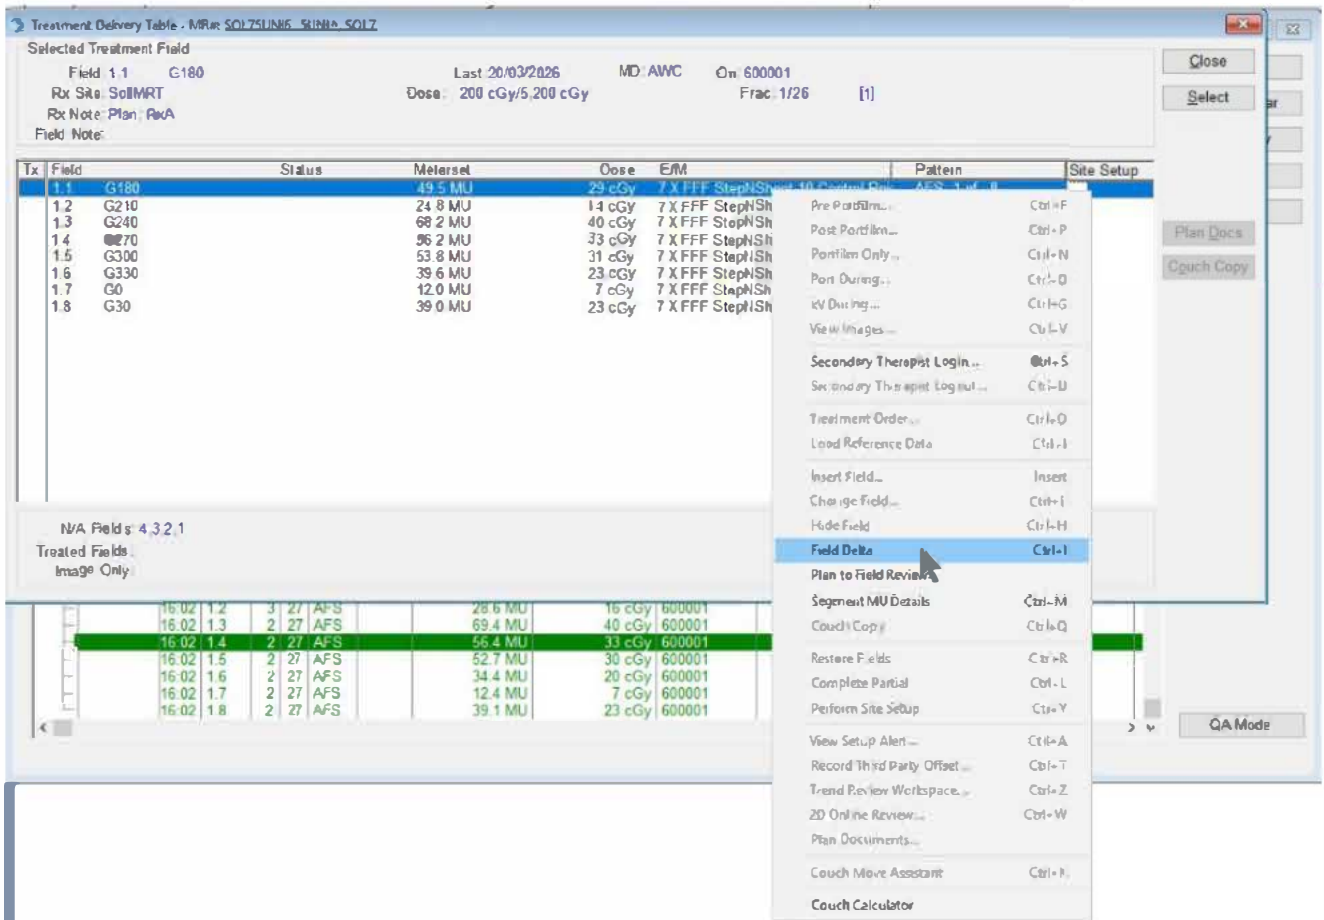 Treatment Delivery Table - MR#: SOL7SUNI6, SUNIA_SOL7
Selected Treatment Field
Field 1.1 G180 Last 20/03/2026 MD: AWC On 600001
Rx Site: SolIMRT Dose: 200 cGy/5,200 cGy Frac 1/26 [1]
Rx Note: Plan: RxA
Field Note:
Close
Select
Plan Docs
Couch Copy
Tx Field Status Meterset Dose E/M Pattern Site Setup
1.1 G180 49.5 MU 29 cGy 7 X FFF StepNSheet 10 Control Pos AFS
1.2 G210 24.8 MU 14 cGy 7 X FFF StepNSh
1.3 G240 68.2 MU 40 cGy 7 X FFF StepNSh
1.4 G270 56.2 MU 33 cGy 7 X FFF StepNSh
1.5 G300 53.8 MU 31 cGy 7 X FFF StepNSh
1.6 G330 39.6 MU 23 cGy 7 X FFF StepNSh
1.7 G0 12.0 MU 7 cGy 7 X FFF StepNSh
1.8 G30 39.0 MU 23 cGy 7 X FFF StepNSh
N/A Fields: 4,3,2,1
Treated Fields:
Image Only:
Pre Portfilm... Ctrl+F
Post Portfilm... Ctrl+P
Portfilm Only... Ctrl+N
Port During... Ctrl+D
kV During... Ctrl+G
View Images... Ctrl+V
Secondary Therapist Login... Ctrl+S
Secondary Therapist Logout... Ctrl+U
Treatment Order... Ctrl+O
Load Reference Data
Insert Field... Insert
Change Field...
Hide Field Ctrl+H
Field Delta Ctrl+I
Plan to Field Review
Segment MU Details Ctrl+M
Couch Copy Ctrl+Q
Restore Fields Ctrl+R
Complete Partial Ctrl+L
Perform Site Setup Ctrl+Y
View Setup Alert... Ctrl+A
Record Third Party Offset... Ctrl+T
Trend Review Workspace... Ctrl+Z
2D Online Review... Ctrl+W
Plan Documents...
Couch Move Assistant
Couch Calculator
16:02 1.2 3 27 AFS 28.6 MU 16 cGy 600001
16:02 1.3 2 27 AFS 69.4 MU 40 cGy 600001
16:02 1.4 2 27 AFS 56.4 MU 33 cGy 600001
16:02 1.5 2 27 AFS 52.7 MU 30 cGy 600001
16:02 1.6 2 27 AFS 34.4 MU 20 cGy 600001
16:02 1.7 2 27 AFS 12.4 MU 7 cGy 600001
16:02 1.8 2 27 AFS 39.1 MU 23 cGy 600001
QA Mode